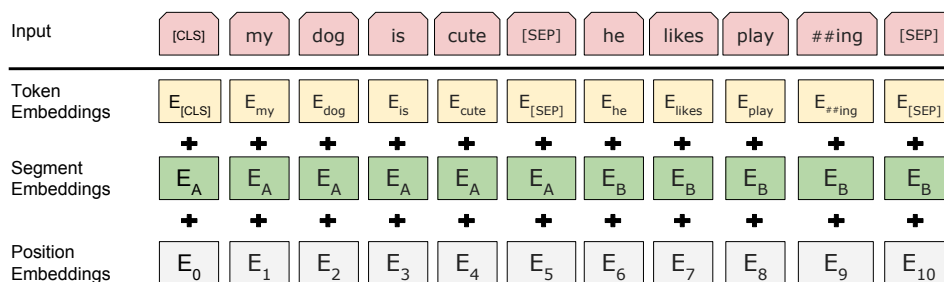 Input [CLS] my dog is cute [SEP] he likes play ##ing [SEP]
Token
Embeddings E[CLS] Emy Edog Eis Ecute E[SEP] Ehe Elikes Eplay E##ing E[SEP]
+ + + + + + + + + + +
Segment
Embeddings EA EA EA EA EA EA EB EB EB EB EB
+ + + + + + + + + + +
Position
Embeddings E0 E1 E2 E3 E4 E5 E6 E7 E8 E9 E10